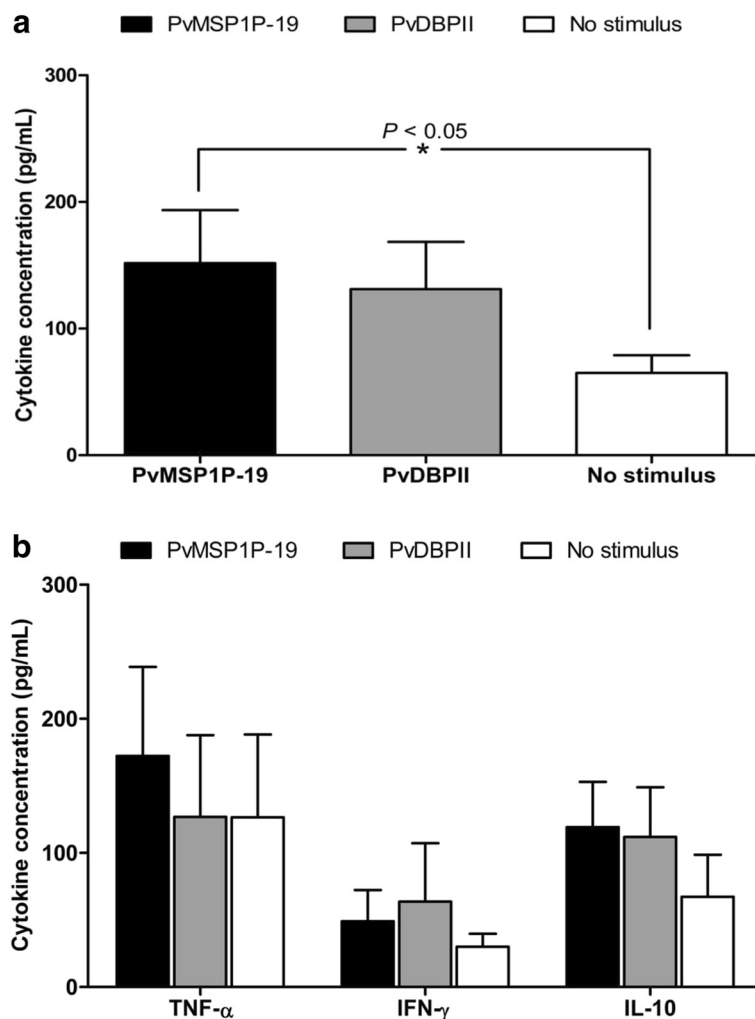 a
PvMSP1P-19 PvDBPII No stimulus
Cytokine concentration (pg/mL)
300
200
100
0
P < 0.05
*
PvMSP1P-19 PvDBPII No stimulus
b
PvMSP1P-19 PvDBPII No stimulus
Cytokine concentration (pg/mL)
300
200
100
0
TNF-α IFN-γ IL-10